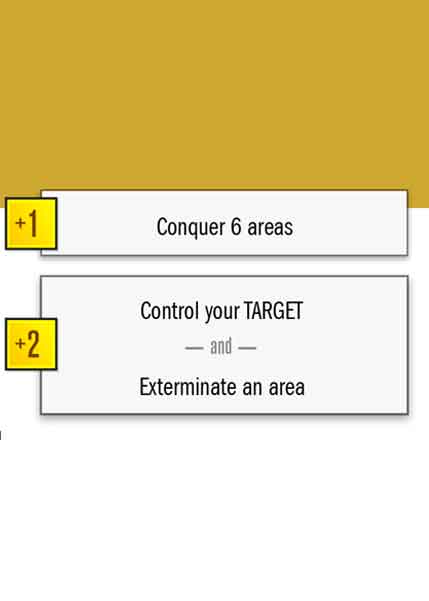 +1
Conquer 6 areas
Control your TARGET
— and —
+2
Exterminate an area